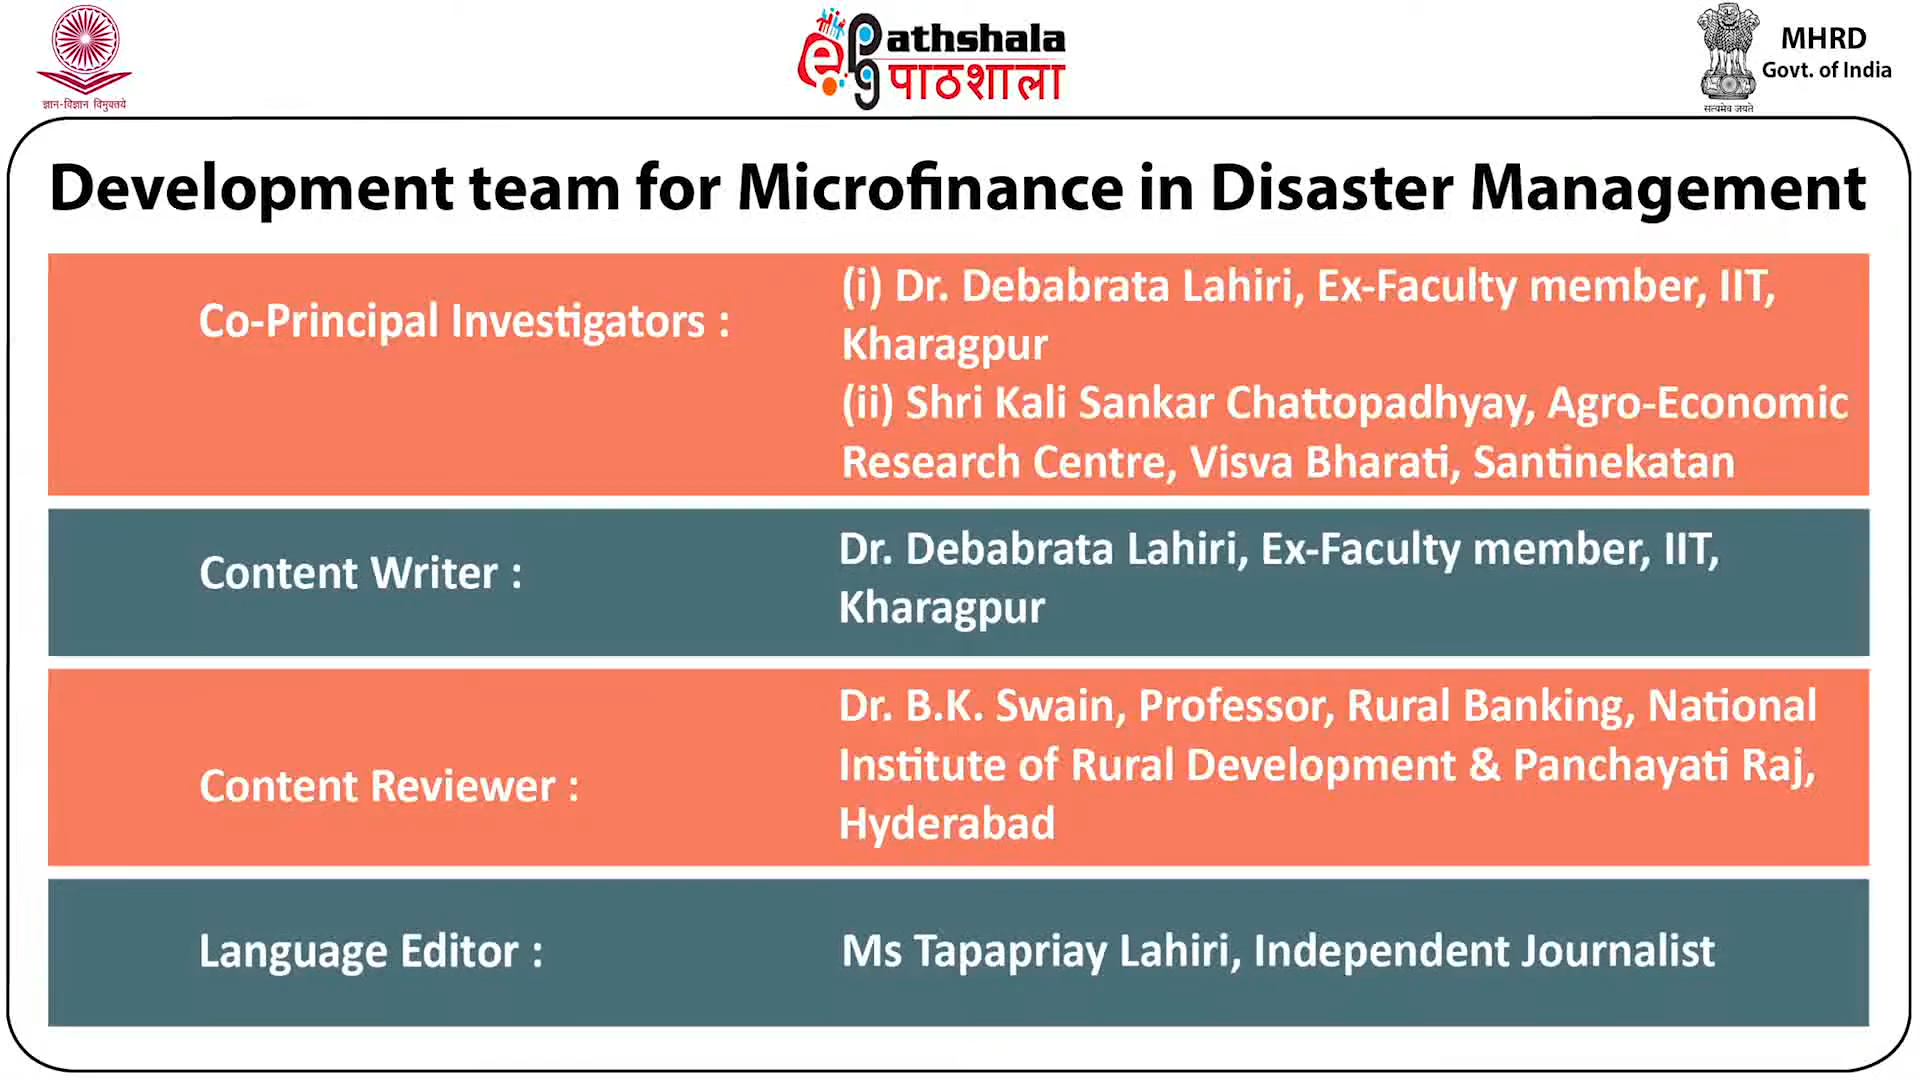 ज्ञान-विज्ञान विमुक्तये
ePG Pathshala
पाठशाला
MHRD
Govt. of India
सत्यमेव जयते
Development team for Microfinance in Disaster Management
Co-Principal Investigators :
(i) Dr. Debabrata Lahiri, Ex-Faculty member, IIT,
Kharagpur
(ii) Shri Kali Sankar Chattopadhyay, Agro-Economic
Research Centre, Visva Bharati, Santinekatan
Content Writer :
Dr. Debabrata Lahiri, Ex-Faculty member, IIT,
Kharagpur
Content Reviewer :
Dr. B.K. Swain, Professor, Rural Banking, National
Institute of Rural Development & Panchayati Raj,
Hyderabad
Language Editor :
Ms Tapapriay Lahiri, Independent Journalist